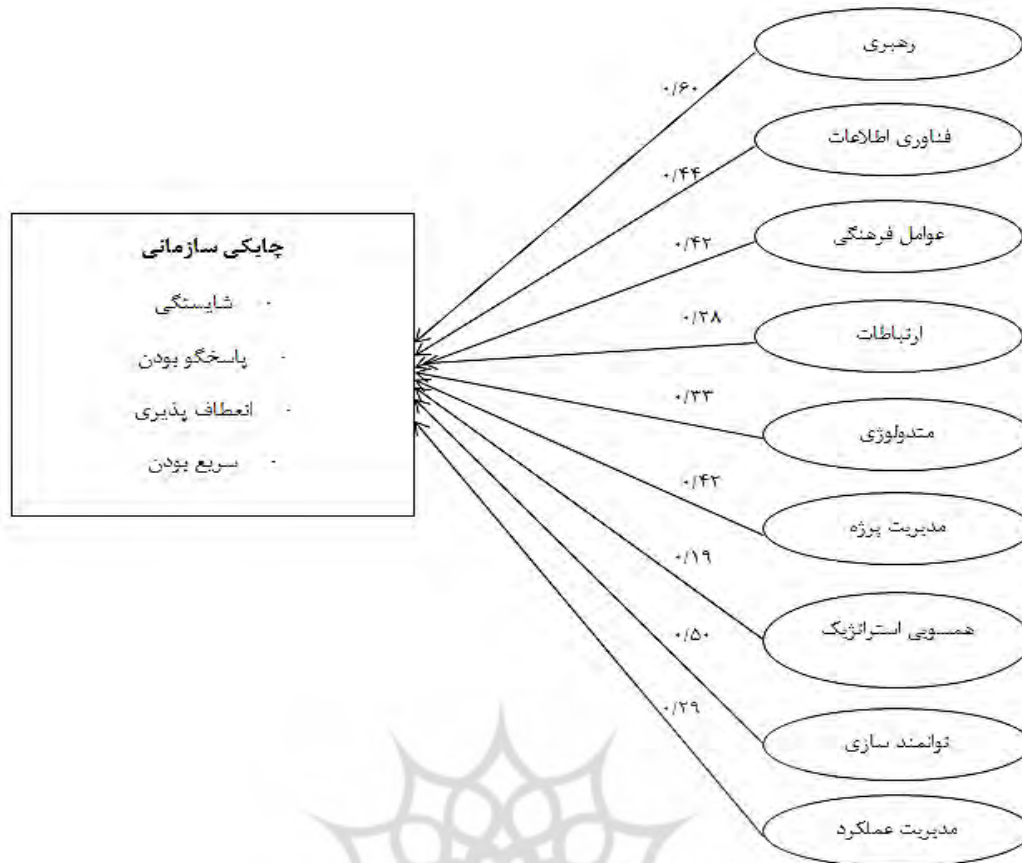 رهبری
۰/۶۰
فناوری اطلاعات
۰/۴۴
عوامل فرهنگی
۰/۴۲
ارتباطات
۰/۲۸
متدولوژی
۰/۳۳
مدیریت پرژه
۰/۴۳
همسویی استراتژیک
۰/۱۹
توانمند سازی
۰/۵۰
مدیریت عملکرد
۰/۲۹
چابکی سازمانی
· شایستگی
· پاسخگو بودن
· انعطاف پذیری
· سریع بودن